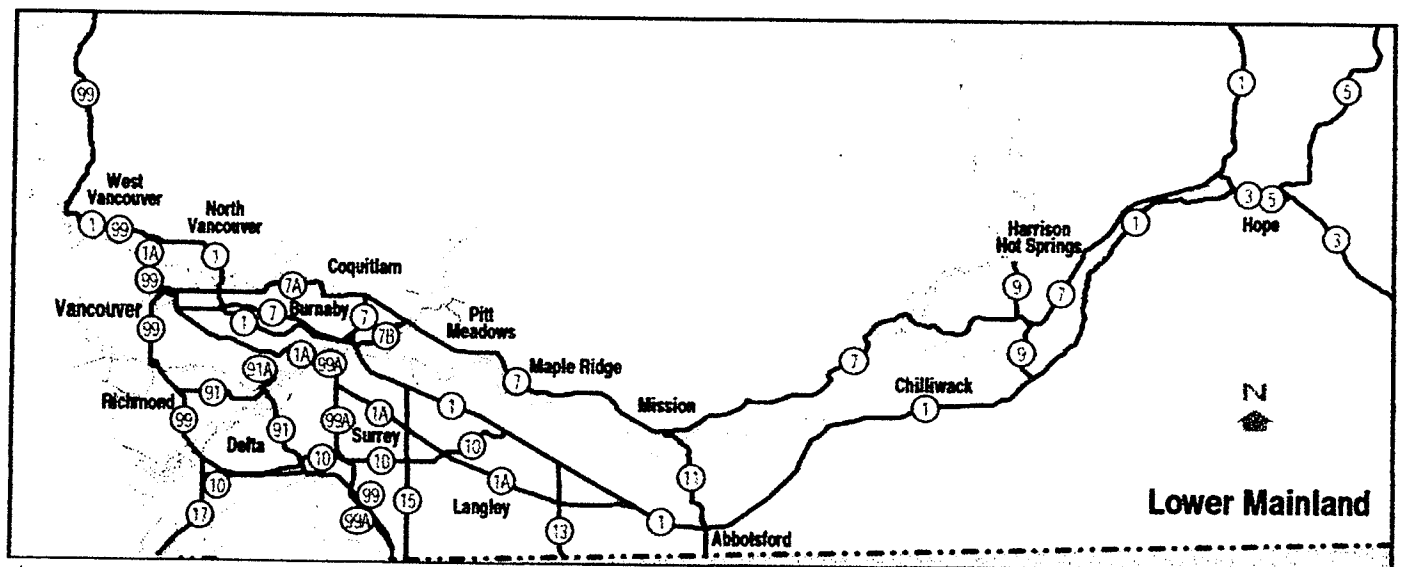 99
1
5
West
Vancouver
North
Vancouver
1
99
1A
1
99
Harrison
Hot Springs
1
3
5
Hope
3
Coquitlam
7A
9
7
Vancouver
99
7
Burnaby
7
1
7B
Pitt
Meadows
1A
99A
91A
9
7
Maple Ridge
7
Chilliwack
1
N
Richmond
91
99
1A
1
Mission
99A
Surrey
91
Delta
10
10
10
10
11
1A
Langley
99
99A
15
17
13
1
Abbotsford
Lower Mainland